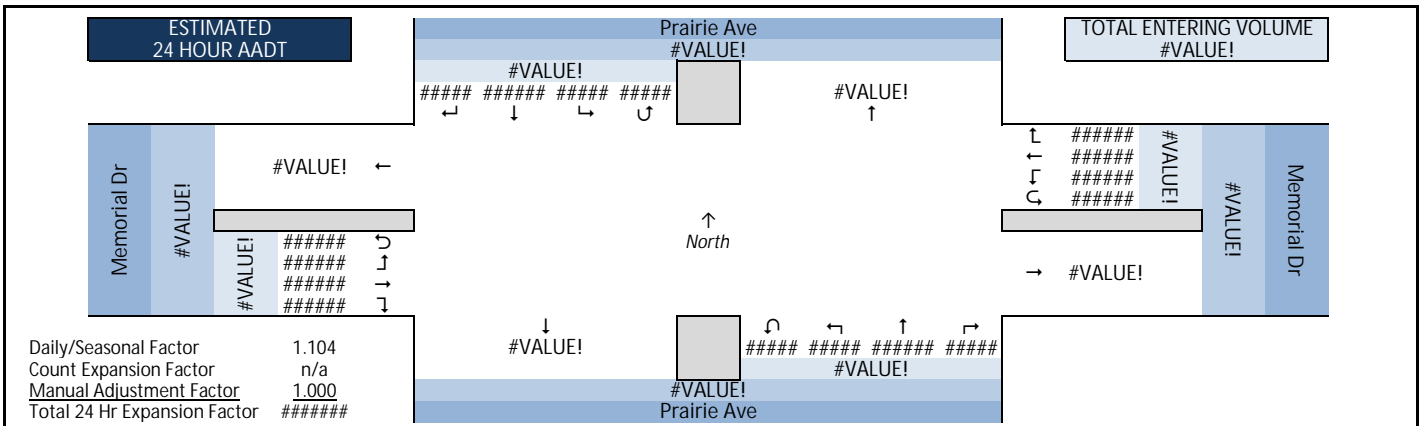 ESTIMATED
24 HOUR AADT
Prairie Ave
#VALUE!
TOTAL ENTERING VOLUME
#VALUE!
#VALUE!
##### ###### ##### #####
↵ ↓ ↳ ↺
#VALUE!
↑
Memorial Dr
#VALUE!
#VALUE! ←
#VALUE!
###### ⮌
###### ↱
###### →
###### ↴
↑
North
↰ ######
← ######
↲ ######
⮎ ######
#VALUE!
#VALUE!
Memorial Dr
→ #VALUE!
↓
#VALUE!
↶ ↰ ↑ ↱
##### ##### ###### #####
#VALUE!
#VALUE!
Prairie Ave
Daily/Seasonal Factor 1.104
Count Expansion Factor n/a
Manual Adjustment Factor 1.000
Total 24 Hr Expansion Factor #######